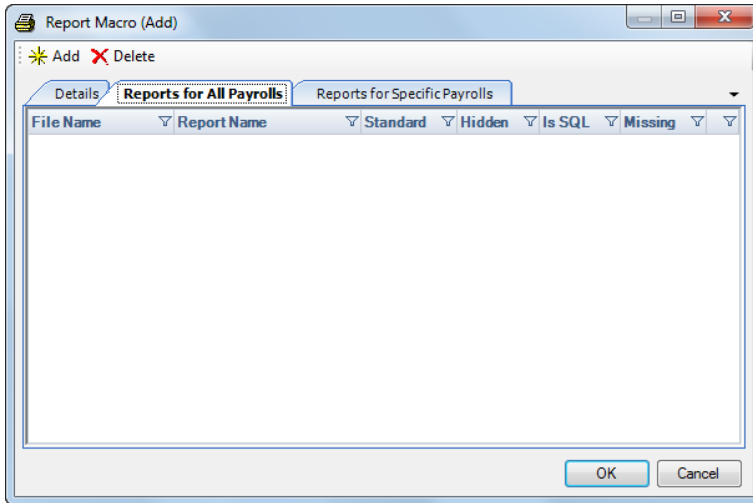 Report Macro (Add)
Add Delete
Details Reports for All Payrolls Reports for Specific Payrolls
File Name Report Name Standard Hidden Is SQL Missing
OK Cancel